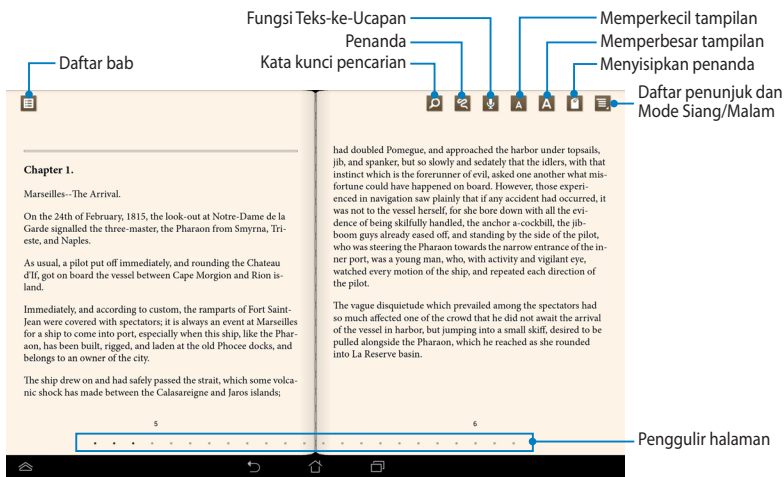 Fungsi Teks-ke-Ucapan
Penanda
Kata kunci pencarian
Daftar bab
Memperkecil tampilan
Memperbesar tampilan
Menyisipkan penanda
Daftar penunjuk dan
Mode Siang/Malam
A
A
Chapter 1.
Marseilles--The Arrival.
On the 24th of February, 1815, the look-out at Notre-Dame de la
Garde signalled the three-master, the Pharaon from Smyrna, Tri-
este, and Naples.
As usual, a pilot put off immediately, and rounding the Chateau
d'If, got on board the vessel between Cape Morgion and Rion is-
land.
Immediately, and according to custom, the ramparts of Fort Saint-
Jean were covered with spectators; it is always an event at Marseilles
for a ship to come into port, especially when this ship, like the Phar-
aon, has been built, rigged, and laden at the old Phocee docks, and
belongs to an owner of the city.
The ship drew on and had safely passed the strait, which some volca-
nic shock has made between the Calasareigne and Jaros islands;
5
had doubled Pomegue, and approached the harbor under topsails,
jib, and spanker, but so slowly and sedately that the idlers, with that
instinct which is the forerunner of evil, asked one another what mis-
fortune could have happened on board. However, those experi-
enced in navigation saw plainly that if any accident had occurred, it
was not to the vessel herself, for she bore down with all the evi-
dence of being skilfully handled, the anchor a-cockbill, the jib-
boom guys already eased off, and standing by the side of the pilot,
who was steering the Pharaon towards the narrow entrance of the in-
ner port, was a young man, who, with activity and vigilant eye,
watched every motion of the ship, and repeated each direction of
the pilot.
The vague disquietude which prevailed among the spectators had
so much affected one of the crowd that he did not await the arrival
of the vessel in harbor, but jumping into a small skiff, desired to be
pulled alongside the Pharaon, which he reached as she rounded
into La Reserve basin.
6
Penggulir halaman